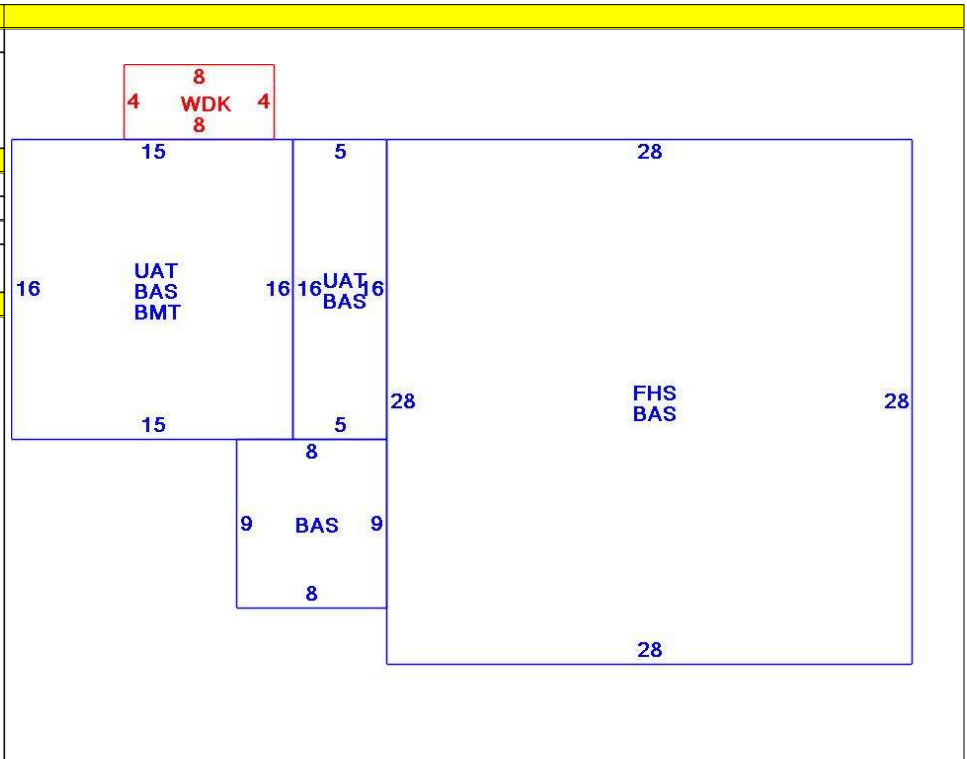 8
4 WDK 4
8
15 5 28
UAT
BAS
BMT
16 16
16 UAT 16
BAS
FHS
BAS
28 28
15 5
8
9 BAS 9
8
28